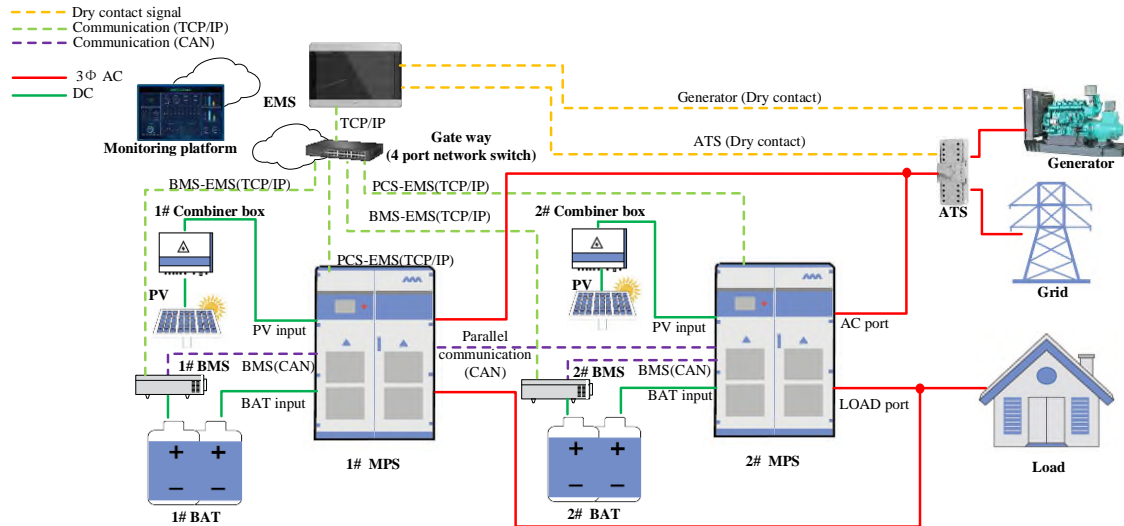 Dry contact signal
Communication (TCP/IP)
Communication (CAN)
3Φ AC
DC
EMS
Monitoring platform
TCP/IP
Gate way
(4 port network switch)
Generator (Dry contact)
ATS (Dry contact)
Generator
ATS
Grid
BMS-EMS(TCP/IP)
PCS-EMS(TCP/IP)
1# Combiner box
BMS-EMS(TCP/IP)
2# Combiner box
PCS-EMS(TCP/IP)
PV
PV
PV input
PV input
AC port
Parallel
communication
(CAN)
1# BMS
BMS(CAN)
2# BMS
BMS(CAN)
BAT input
BAT input
LOAD port
+ +
− −
+ +
− −
1# MPS
2# MPS
Load
1# BAT
2# BAT